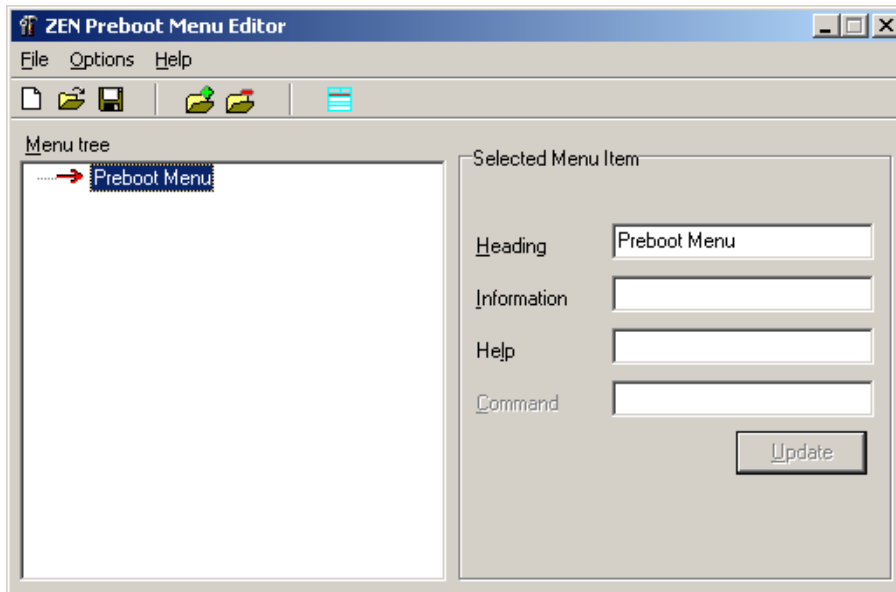 ZEN Preboot Menu Editor
File Options Help
Menu tree
Preboot Menu
Selected Menu Item
Heading
Preboot Menu
Information
Help
Command
Update